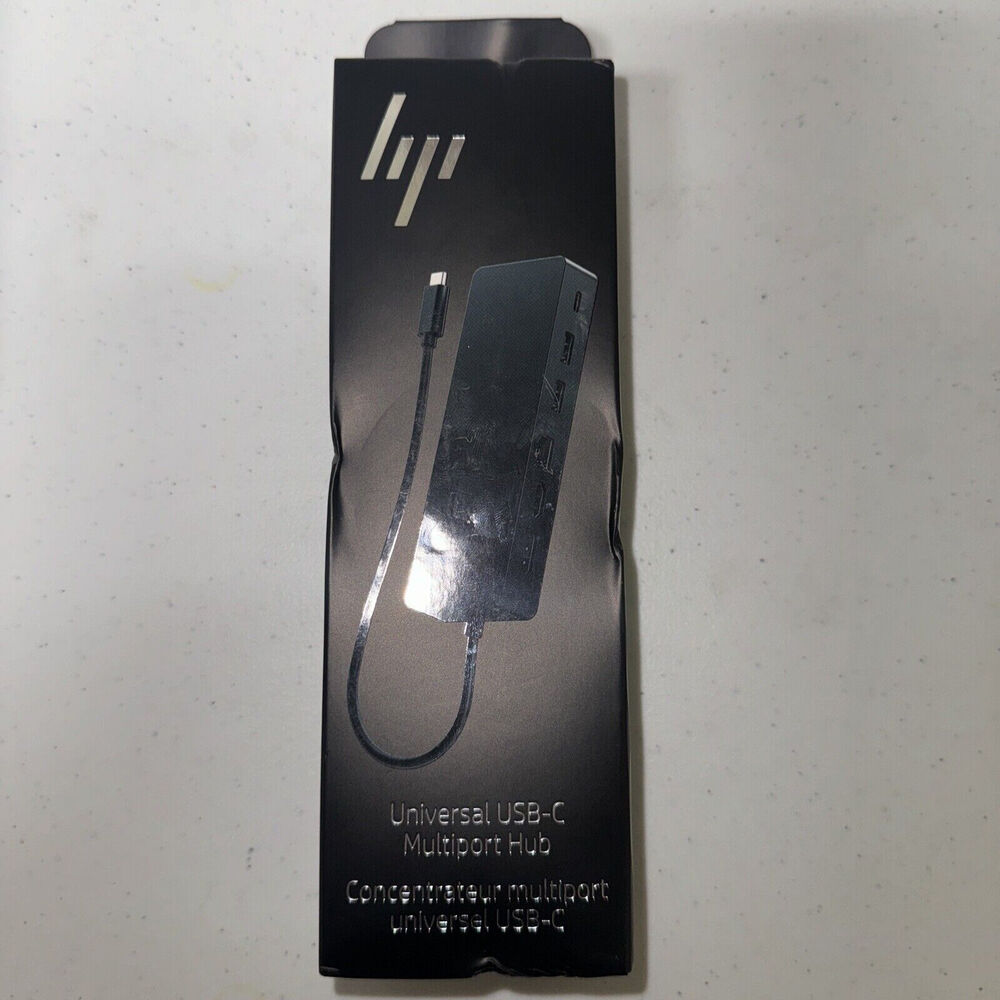 hp
Universal USB-C
Multiport Hub
Concentrateur multiport
universel USB-C